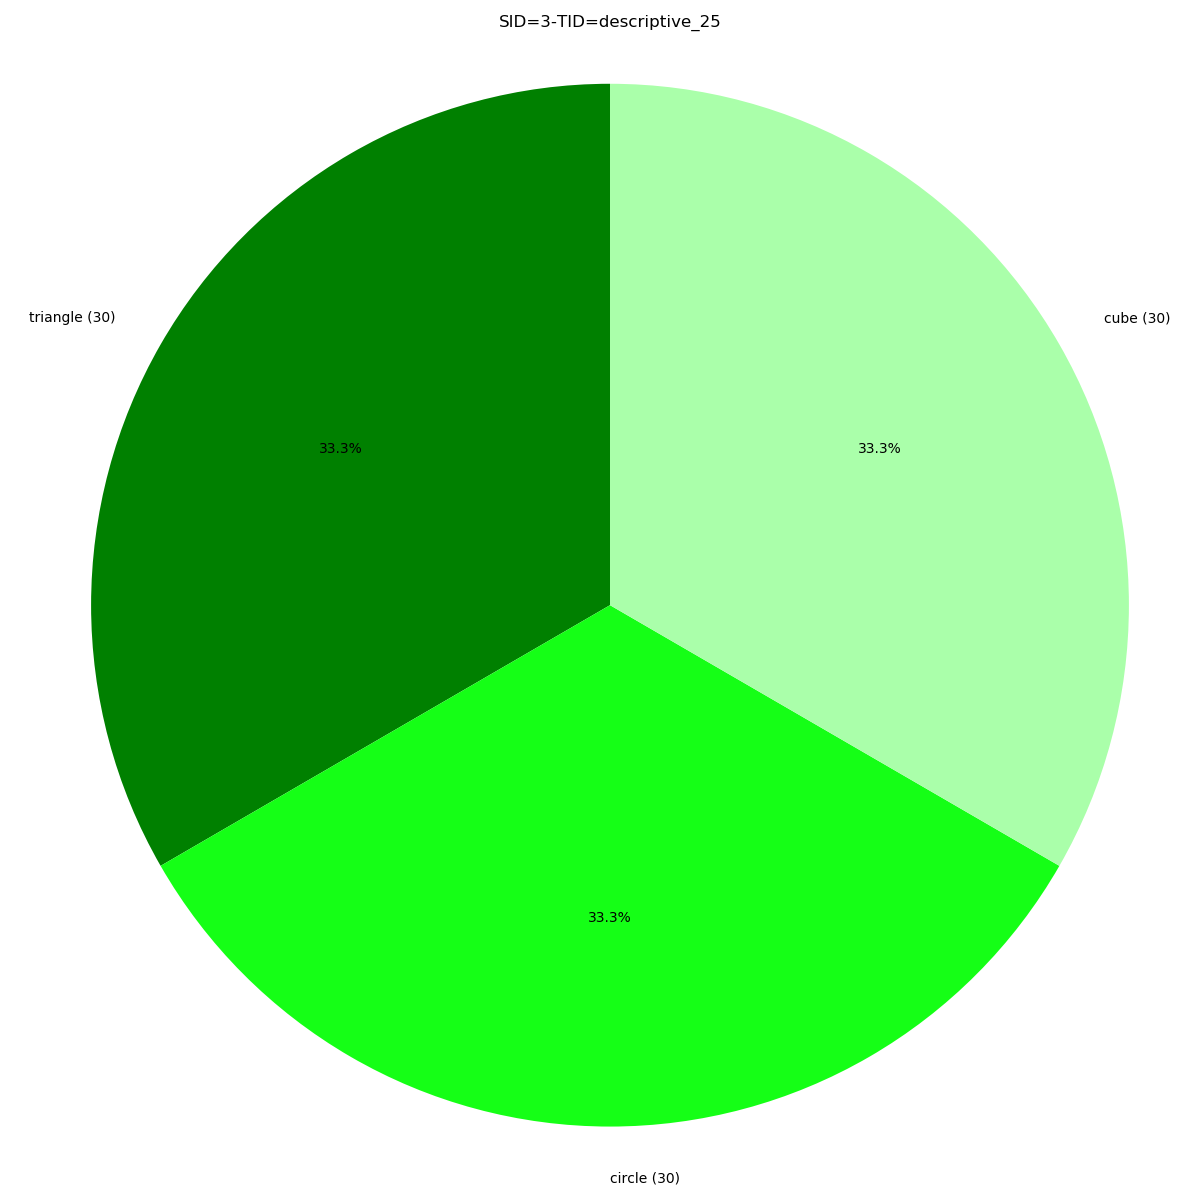 SID=3-TID=descriptive_25
triangle (30)
cube (30)
33.3%
33.3%
33.3%
circle (30)